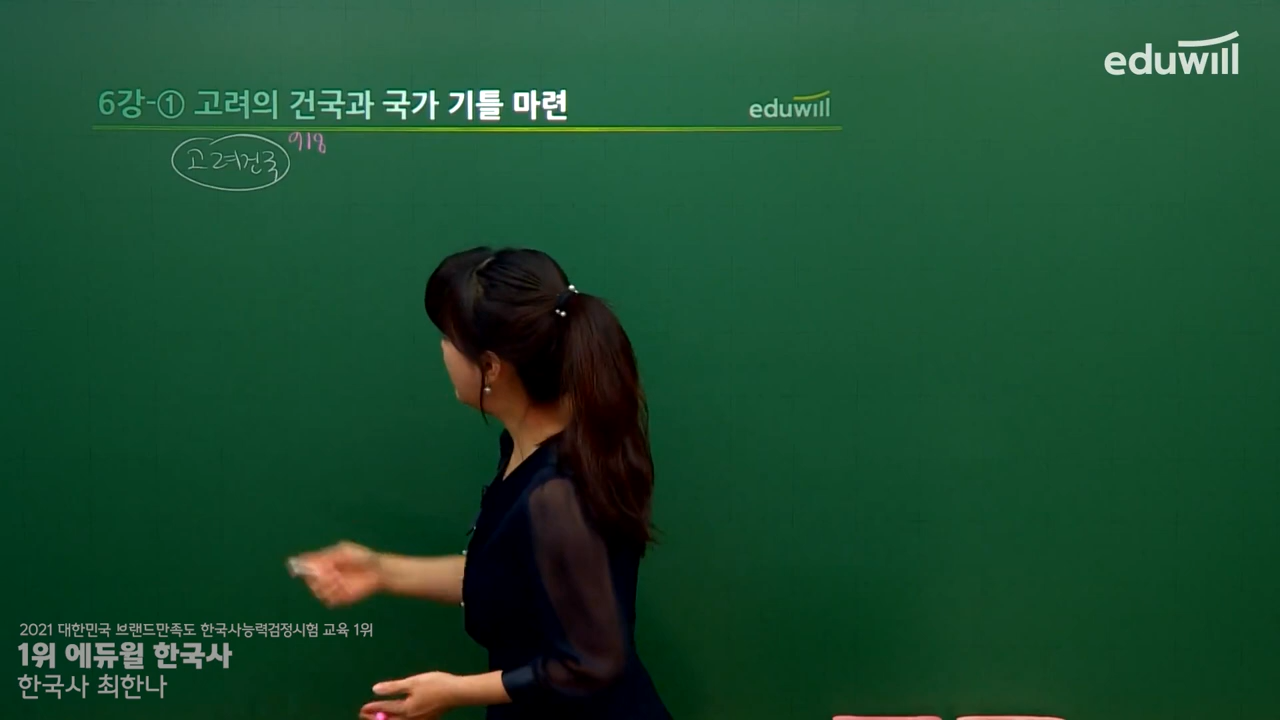 eduwill
6강-① 고려의 건국과 국가 기틀 마련
eduwill
고려건국 918
2021 대한민국 브랜드만족도 한국사능력검정시험 교육 1위
1위 에듀윌 한국사
한국사 최한나